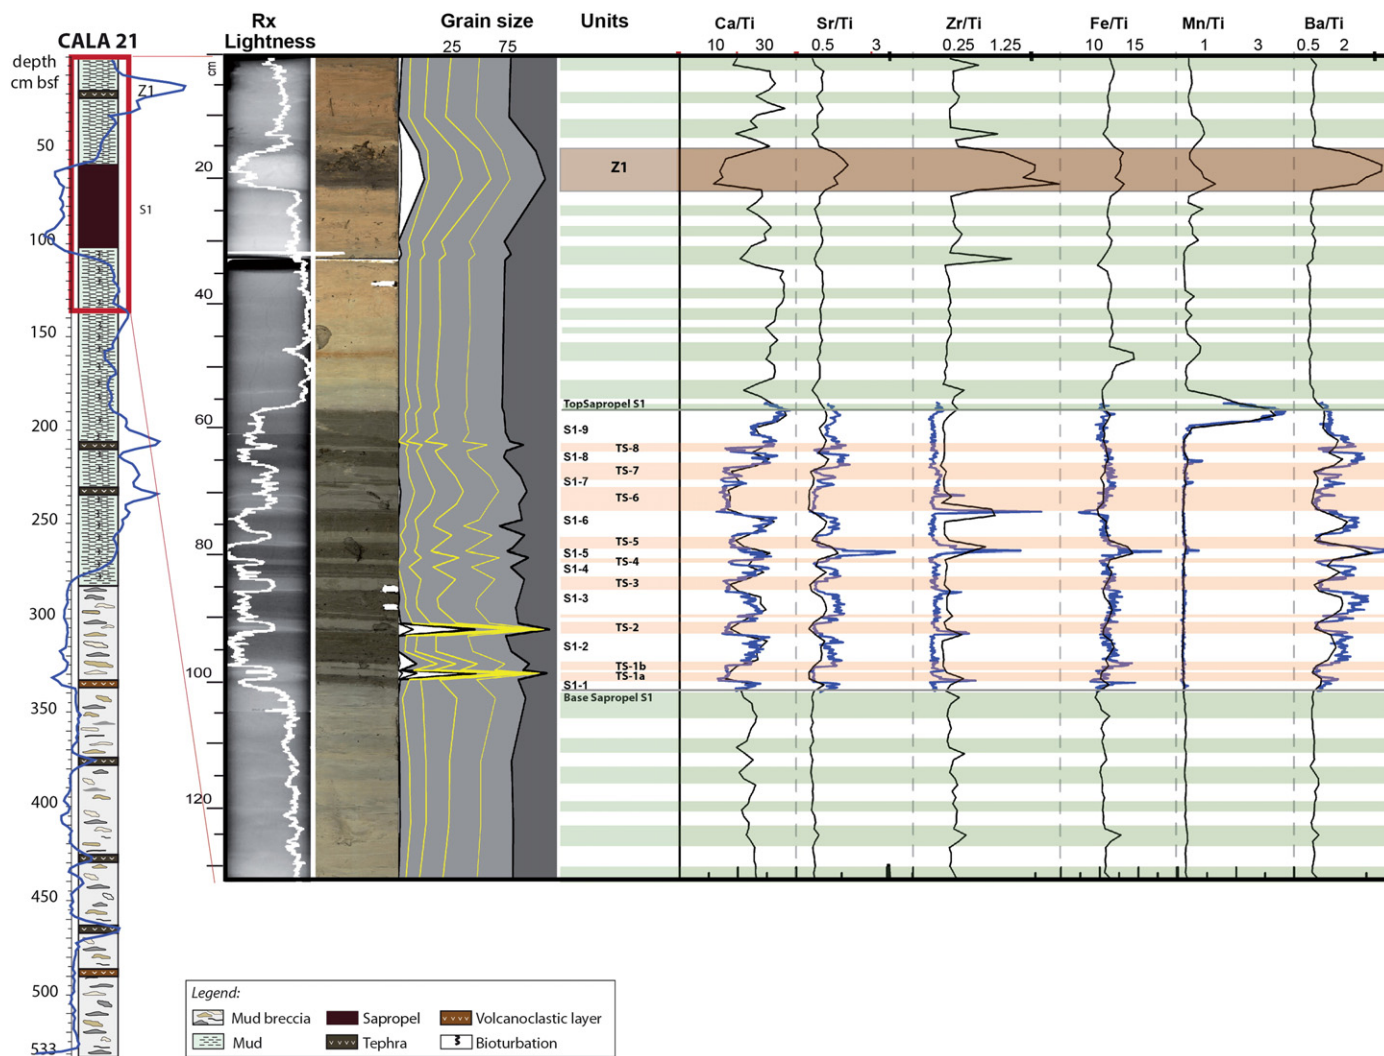 CALA 21
depth
cm bsf
Z1
50
S1
100
150
200
250
300
350
400
450
500
533
Rx
Lightness
cm
20
40
60
80
100
120
Grain size
25 75
Units
Ca/Ti
10 30
Sr/Ti
0.5 3
Zr/Ti
0.25 1.25
Fe/Ti
10 15
Mn/Ti
1 3
Ba/Ti
0.5 2
Z1
TopSapropel S1
S1-9
TS-8
S1-8
TS-7
S1-7
TS-6
S1-6
TS-5
S1-5
TS-4
S1-4
TS-3
S1-3
TS-2
S1-2
TS-1b
TS-1a
S1-1
Base Sapropel S1
Legend:
Mud breccia Sapropel Volcanoclastic layer
Mud Tephra Bioturbation